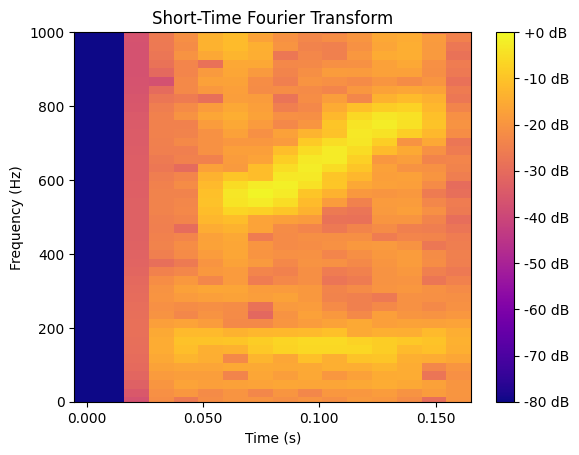 Short-Time Fourier Transform
1000
800
600
400
200
0
Frequency (Hz)
0.000
0.050
0.100
0.150
Time (s)
+0 dB
-10 dB
-20 dB
-30 dB
-40 dB
-50 dB
-60 dB
-70 dB
-80 dB